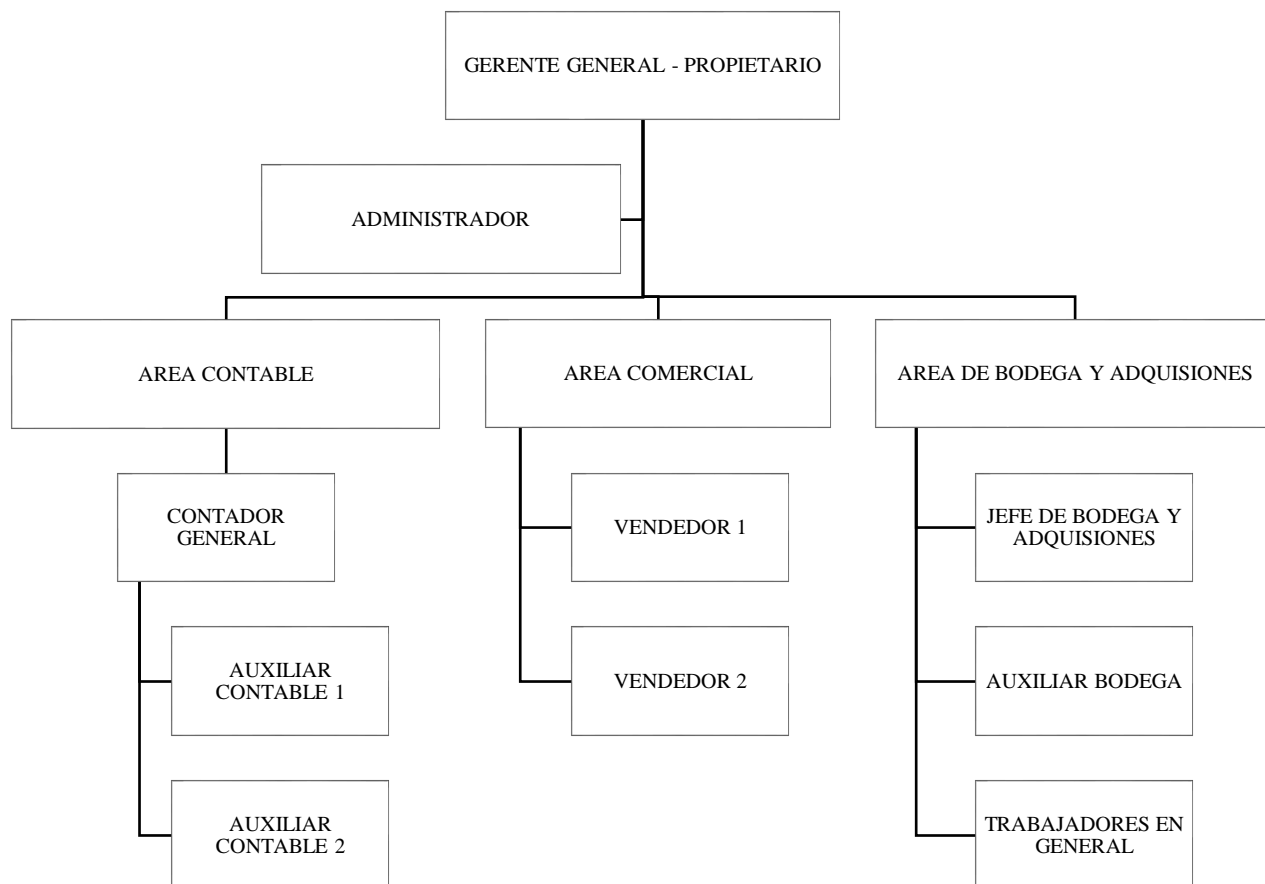 GERENTE GENERAL - PROPIETARIO
ADMINISTRADOR
AREA CONTABLE
AREA COMERCIAL
AREA DE BODEGA Y ADQUISIONES
CONTADOR
GENERAL
VENDEDOR 1
JEFE DE BODEGA Y
ADQUISIONES
AUXILIAR
CONTABLE 1
VENDEDOR 2
AUXILIAR BODEGA
AUXILIAR
CONTABLE 2
TRABAJADORES EN
GENERAL